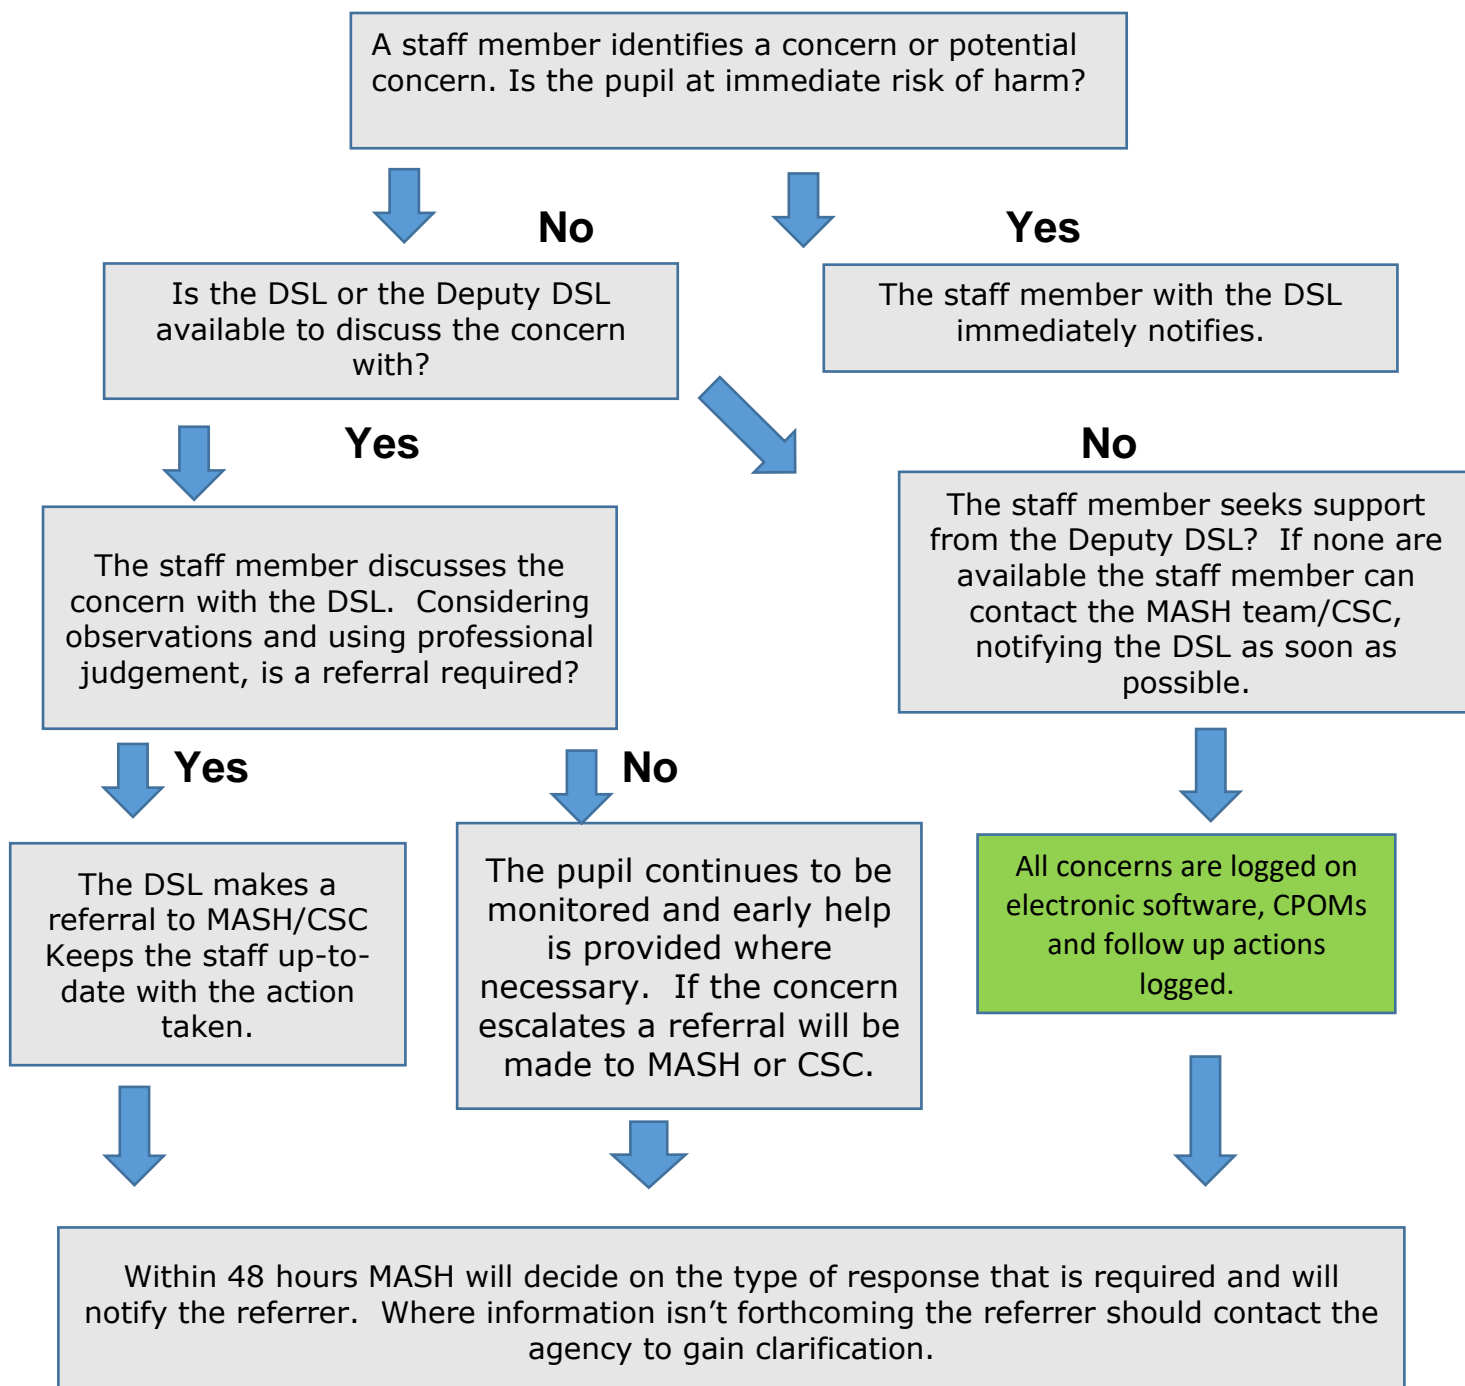 A staff member identifies a concern or potential
concern. Is the pupil at immediate risk of harm?
No
Yes
Is the DSL or the Deputy DSL
available to discuss the concern
with?
The staff member with the DSL
immediately notifies.
Yes
No
The staff member discusses the
concern with the DSL. Considering
observations and using professional
judgement, is a referral required?
The staff member seeks support
from the Deputy DSL? If none are
available the staff member can
contact the MASH team/CSC,
notifying the DSL as soon as
possible.
Yes
No
The DSL makes a
referral to MASH/CSC
Keeps the staff up-to-
date with the action
taken.
The pupil continues to be
monitored and early help
is provided where
necessary. If the concern
escalates a referral will be
made to MASH or CSC.
All concerns are logged on
electronic software, CPOMs
and follow up actions
logged.
Within 48 hours MASH will decide on the type of response that is required and will
notify the referrer. Where information isn’t forthcoming the referrer should contact the
agency to gain clarification.